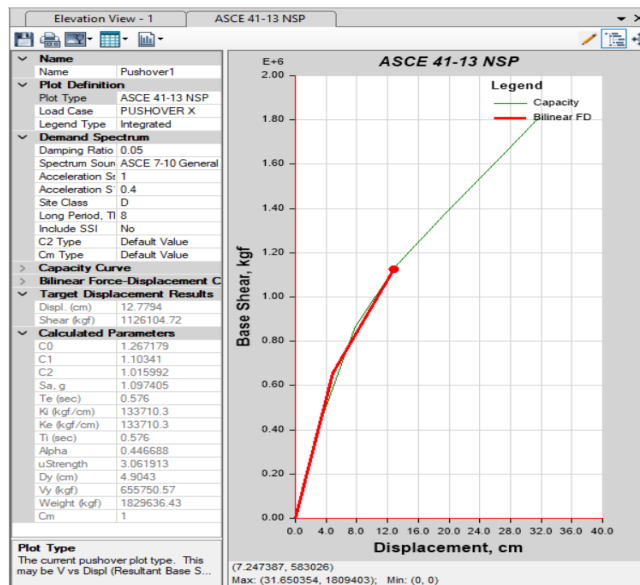 Elevation View - 1
ASCE 41-13 NSP
Name
Name Pushover1
Plot Definition
Plot Type ASCE 41-13 NSP
Load Case PUSHOVER X
Legend Type Integrated
Demand Spectrum
Damping Ratio 0.05
Spectrum Sourc ASCE 7-10 General
Acceleration Ss 1
Acceleration S 0.4
Site Class D
Long Period, Tl 8
Include SSI No
C2 Type Default Value
Cm Type Default Value
Capacity Curve
Bilinear Force-Displacement C
Target Displacement Results
Displ. (cm) 12.7794
Shear (kgf) 1126104.72
Calculated Parameters
C0 1.267179
C1 1.10341
C2 1.015992
Sa, g 1.097405
Te (sec) 0.576
Ki (kgf/cm) 133710.3
Ke (kgf/cm) 133710.3
Ti (sec) 0.576
Alpha 0.446688
uStrength 3.061913
Dy (cm) 4.9043
Vy (kgf) 655750.57
Weight (kgf) 1829636.43
Cm 1
Plot Type
The current pushover plot type. This
may be V vs Displ (Resultant Base S...
ASCE 41-13 NSP
E+6
Legend
Capacity
Bilinear FD
2.00
1.80
1.60
1.40
1.20
1.00
0.80
0.60
0.40
0.20
0.00
Base Shear, kgf
0.0 4.0 8.0 12.0 16.0 20.0 24.0 28.0 32.0 36.0 40.0
Displacement, cm
(7.247387, 583026)
Max: (31.650354, 1809403); Min: (0, 0)